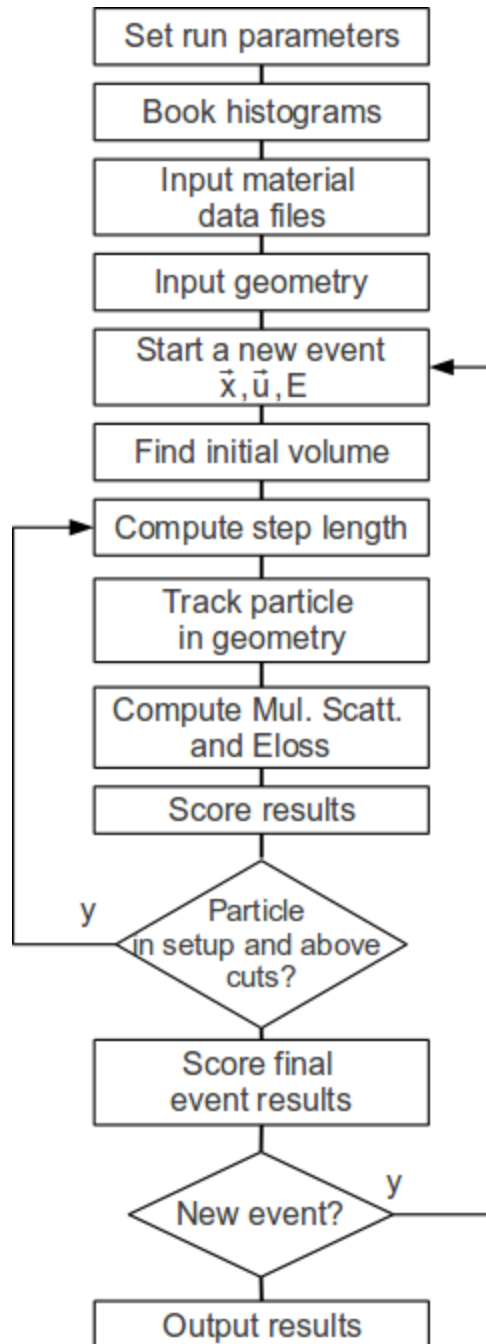 Set run parameters
Book histograms
Input material
data files
Input geometry
Start a new event
x⃗, u⃗, E
Find initial volume
Compute step length
Track particle
in geometry
Compute Mul. Scatt.
and Eloss
Score results
y
Particle
in setup and above
cuts?
Score final
event results
y
New event?
Output results